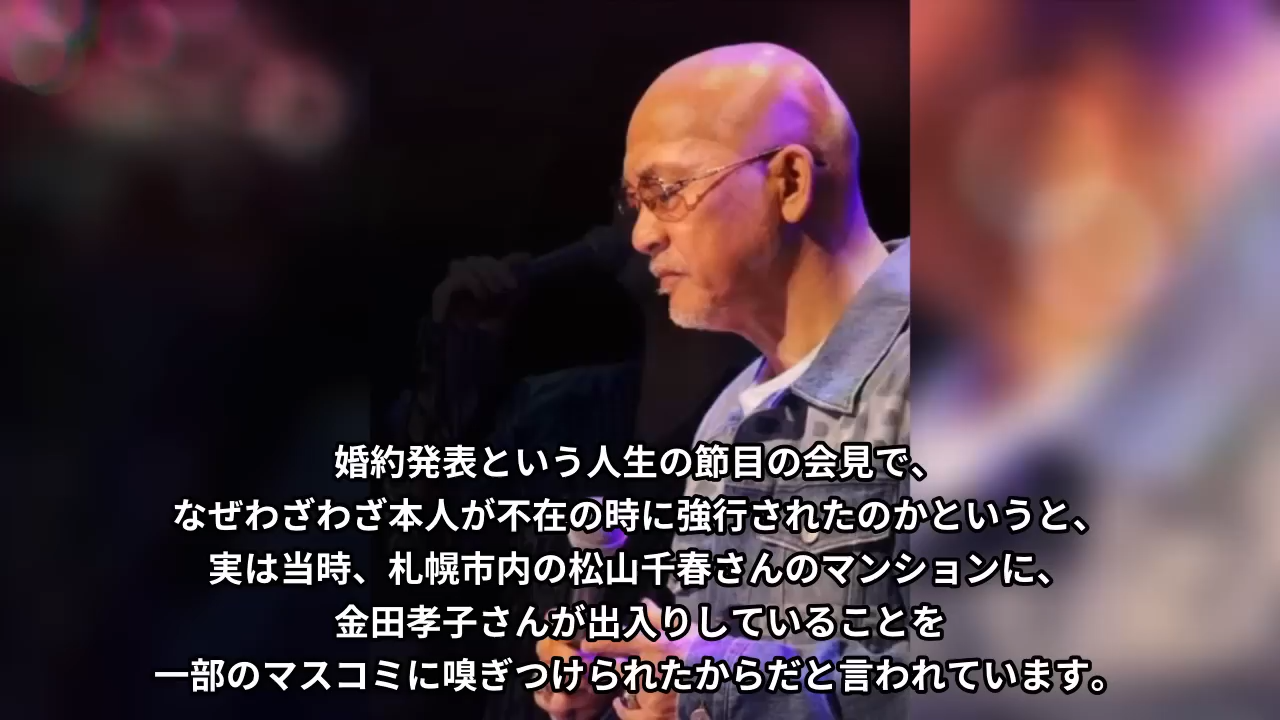 婚約発表という人生の節目の会見で、
なぜわざわざ本人が不在の時に強行されたのかというと、
実は当時、札幌市内の松山千春さんのマンションに、
金田孝子さんが出入りしていることを
一部のマスコミに嗅ぎつけられたからだと言われています。